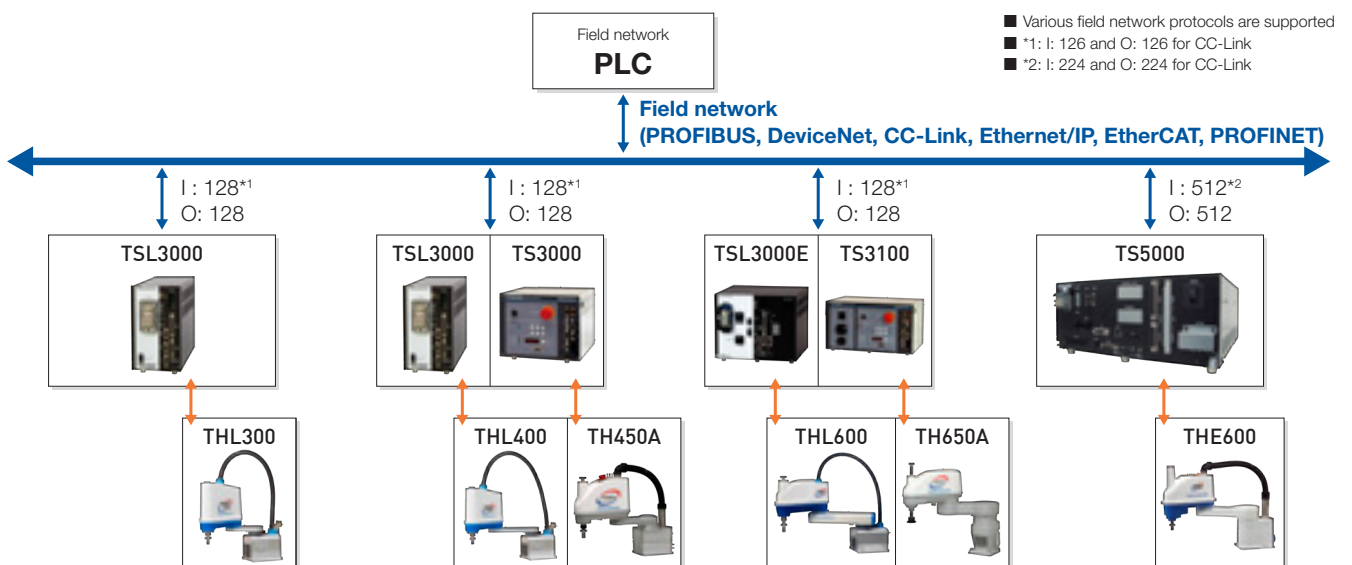 Field network
PLC
■ Various field network protocols are supported
■ *1: I: 126 and O: 126 for CC-Link
■ *2: I: 224 and O: 224 for CC-Link
Field network
(PROFIBUS, DeviceNet, CC-Link, Ethernet/IP, EtherCAT, PROFINET)
I : 128*1
O: 128
I : 128*1
O: 128
I : 128*1
O: 128
I : 512*2
O: 512
TSL3000
TSL3000
TS3000
TSL3000E
TS3100
TS5000
THL300
THL400
TH450A
THL600
TH650A
THE600